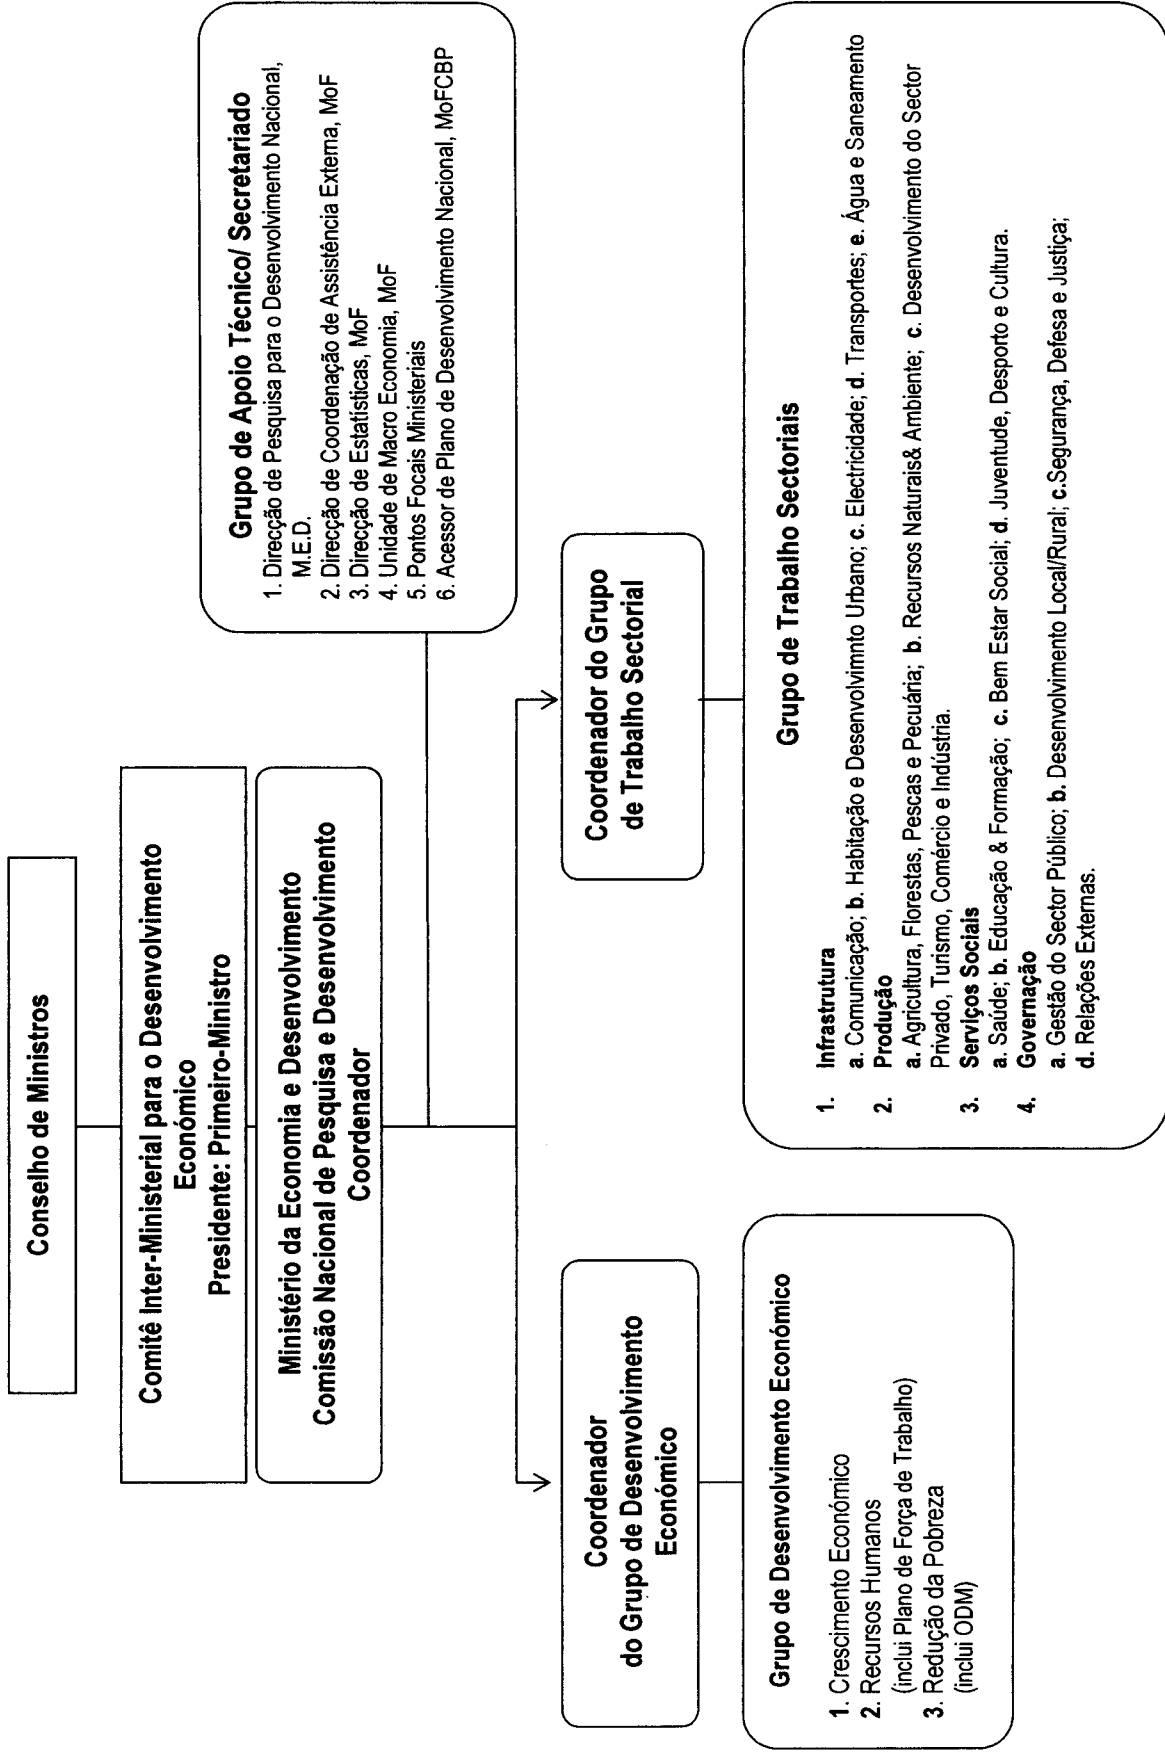 Conselho de Ministros
Comitê Inter-Ministerial para o Desenvolvimento
Económico
Presidente: Primeiro-Ministro
Ministério da Economia e Desenvolvimento
Comissão Nacional de Pesquisa e Desenvolvimento
Coordenador
Grupo de Apoio Técnico/ Secretariado
1. Direcção de Pesquisa para o Desenvolvimento Nacional,
M.E.D.
2. Direcção de Coordenação de Assistência Externa, MoF
3. Direcção de Estatísticas, MoF
4. Unidade de Macro Economia, MoF
5. Pontos Focais Ministeriais
6. Acessor de Plano de Desenvolvimento Nacional, MoFCBP
Coordenador
do Grupo de Desenvolvimento
Económico
Coordenador do Grupo
de Trabalho Sectorial
Grupo de Desenvolvimento Económico
1. Crescimento Económico
2. Recursos Humanos
(inclui Plano de Força de Trabalho)
3. Redução da Pobreza
(inclui ODM)
Grupo de Trabalho Sectoriais
1. Infrastrutura
a. Comunicação; b. Habitação e Desenvolvimnto Urbano; c. Electricidade; d. Transportes; e. Água e Saneamento
2. Produção
a. Agricultura, Florestas, Pescas e Pecuária; b. Recursos Naturais& Ambiente; c. Desenvolvimento do Sector
Privado, Turismo, Comércio e Indústria.
3. Serviços Sociais
a. Saúde; b. Educação & Formação; c. Bem Estar Social; d. Juventude, Desporto e Cultura.
4. Governação
a. Gestão do Sector Público; b. Desenvolvimento Local/Rural; c.Segurança, Defesa e Justiça;
d. Relações Externas.